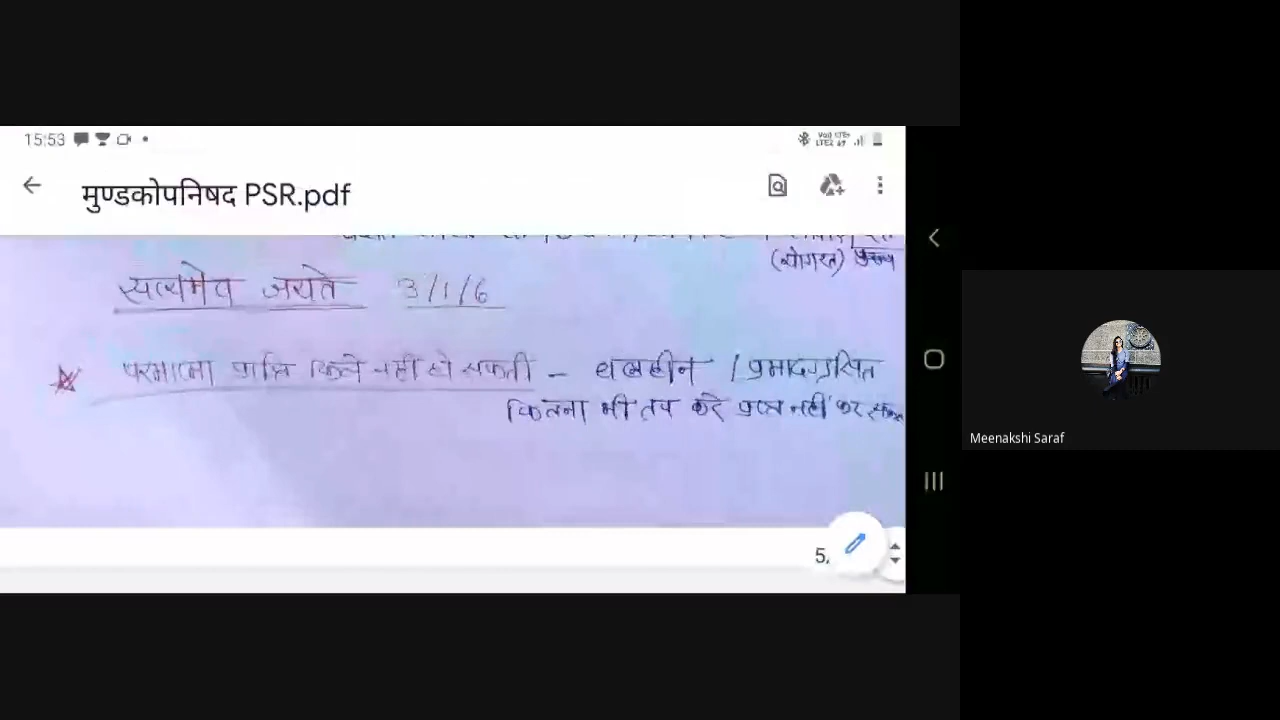 15:53
मुण्डकोपनिषद PSR.pdf
सत्यमेव जयते 3/1/6
परमात्मा प्राप्ति किसे नहीं हो सकती – बलहीन / प्रमादग्रसित
कितना भी तप करे प्राप्त नहीं कर
5
Meenakshi Saraf